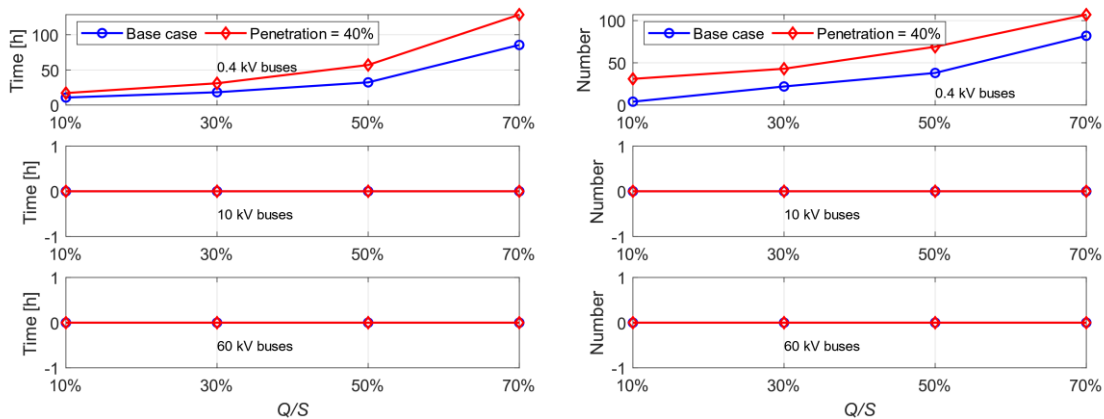 Time [h]
100
50
0
Base case
Penetration = 40%
0.4 kV buses
10%
30%
50%
70%
Number
100
50
0
Base case
Penetration = 40%
0.4 kV buses
10%
30%
50%
70%
Time [h]
1
0
-1
10 kV buses
10%
30%
50%
70%
Number
1
0
-1
10 kV buses
10%
30%
50%
70%
Time [h]
1
0
-1
60 kV buses
10%
30%
50%
70%
Q/S
Number
1
0
-1
60 kV buses
10%
30%
50%
70%
Q/S